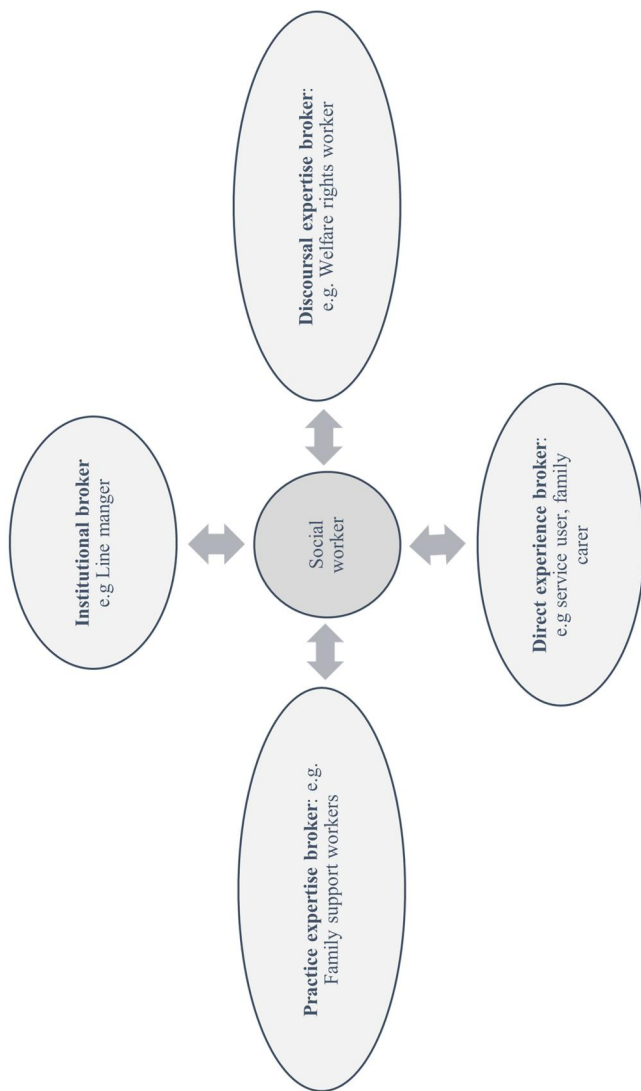 Institutional broker
e.g Line manger
Practice expertise broker: e.g.
Family support workers
Social
worker
Discoursal expertise broker:
e.g. Welfare rights worker
Direct experience broker:
e.g service user, family
carer